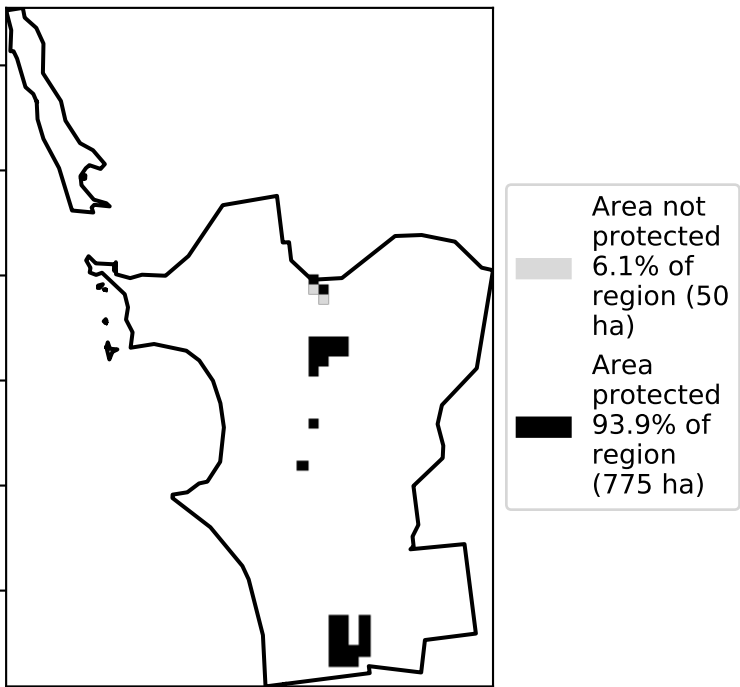 Area not
protected
6.1% of
region (50
ha)
Area
protected
93.9% of
region
(775 ha)